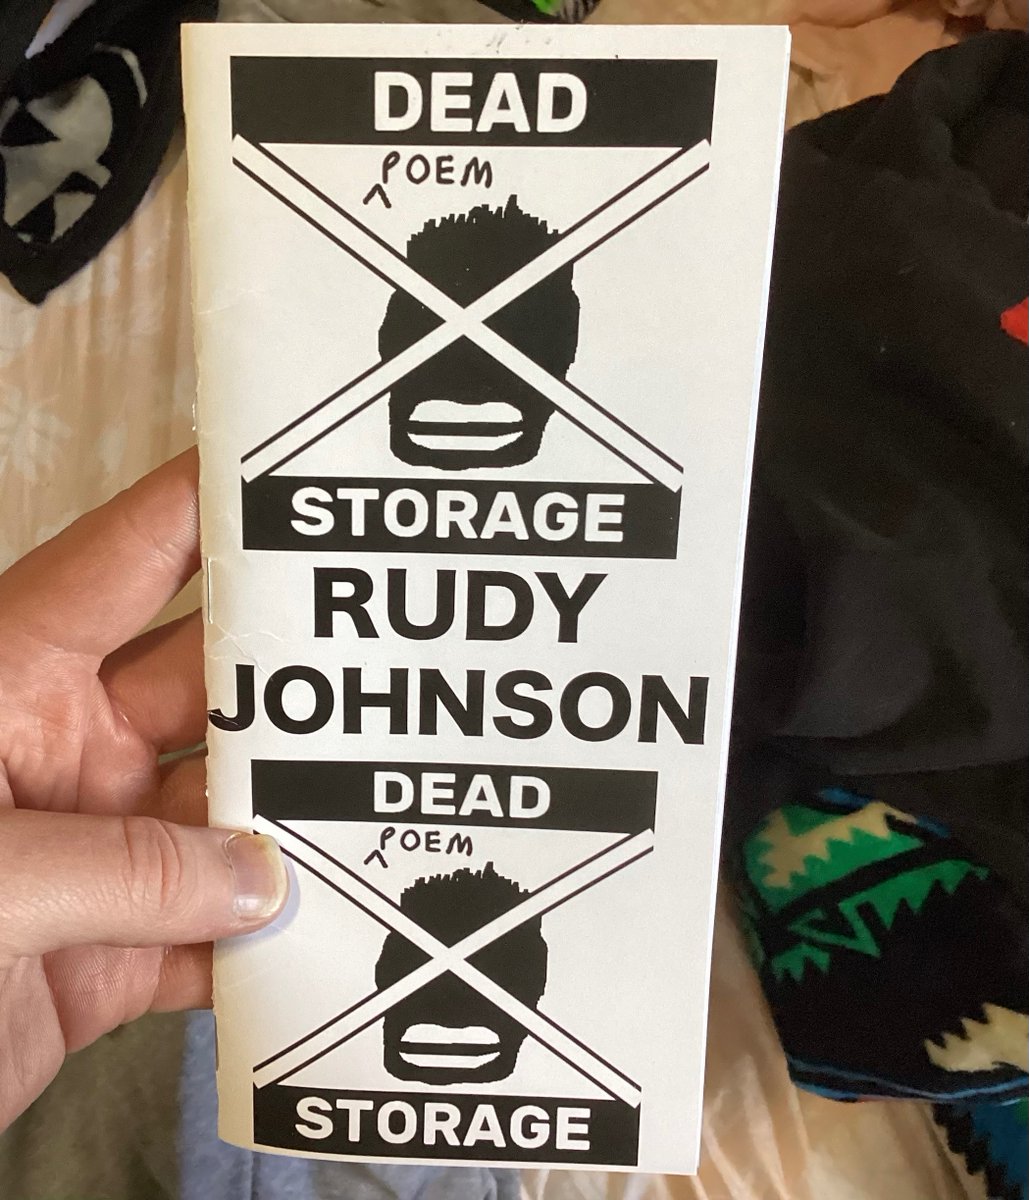 DEAD
^POEM
STORAGE
RUDY
JOHNSON
DEAD
^POEM
STORAGE